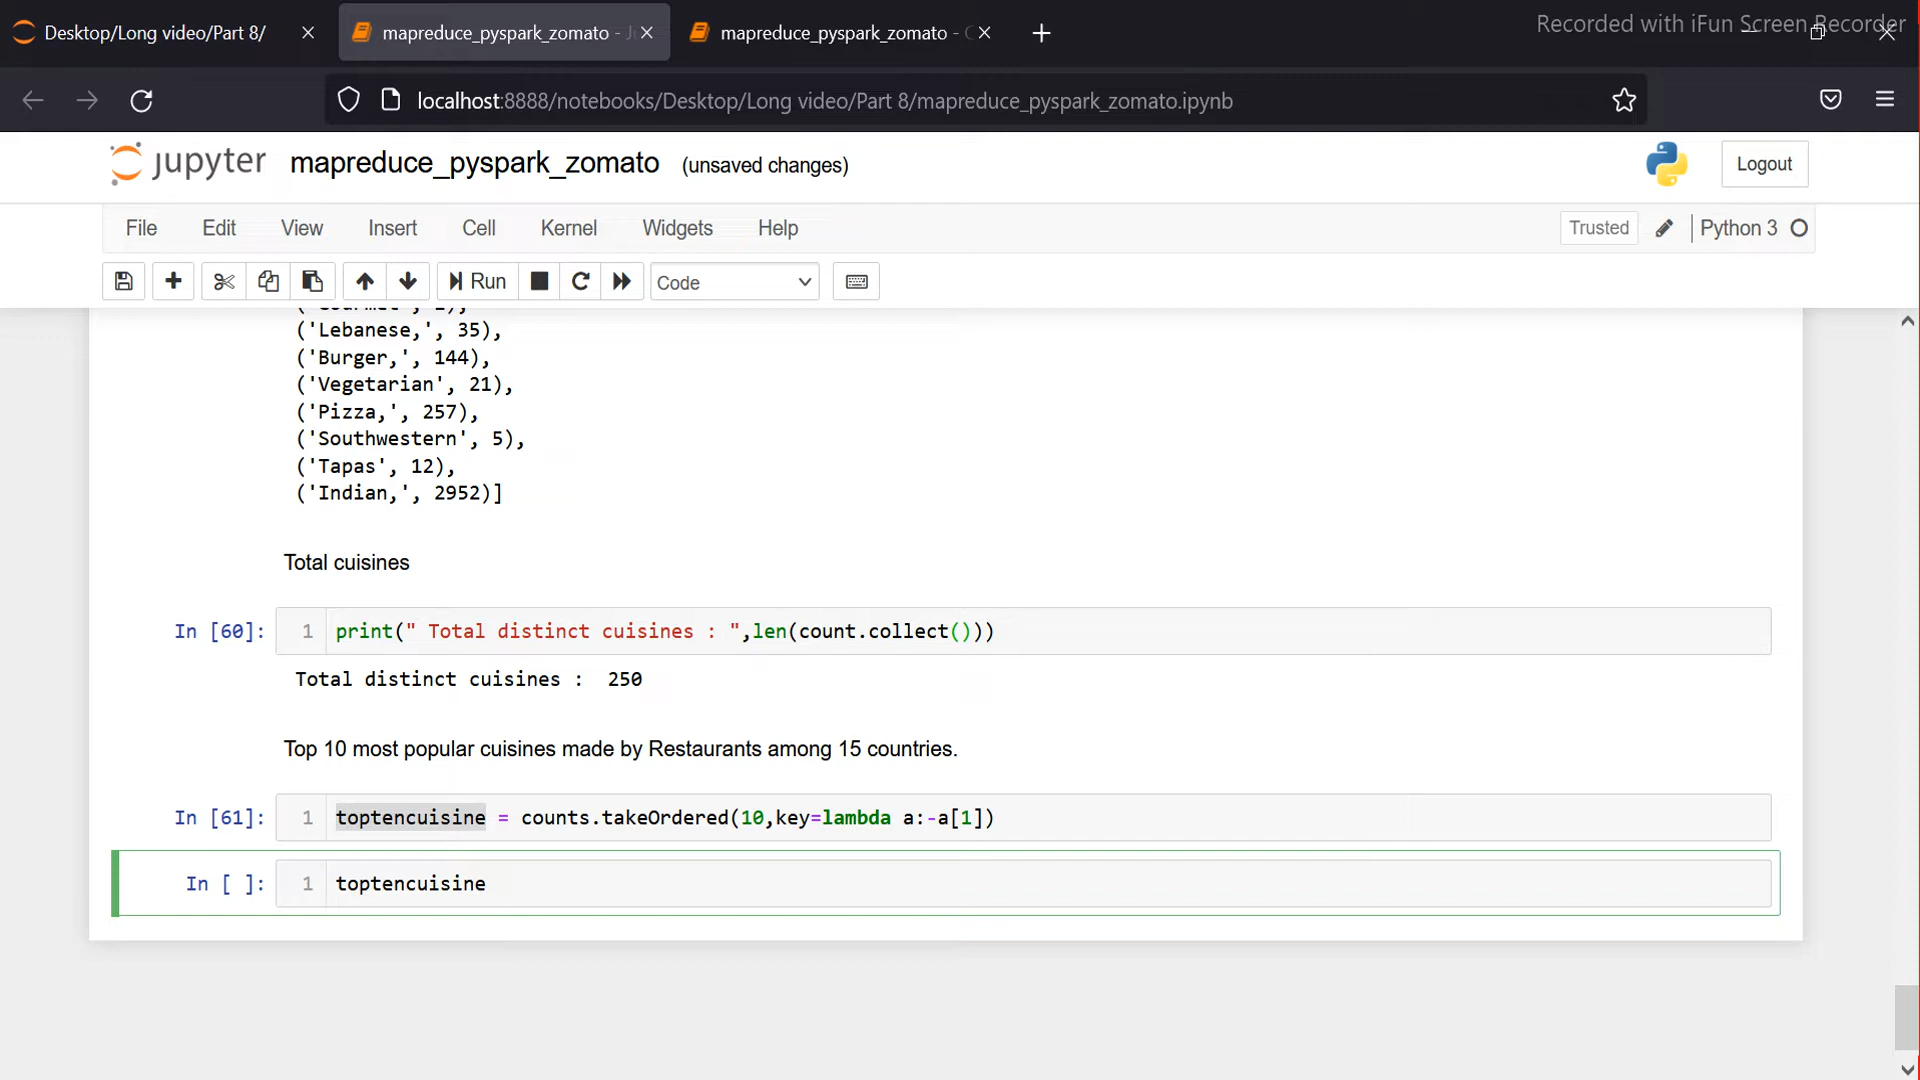 Recorded with iFun Screen Recorder
Desktop/Long video/Part 8/
mapreduce_pyspark_zomato - J
mapreduce_pyspark_zomato - C
localhost:8888/notebooks/Desktop/Long video/Part 8/mapreduce_pyspark_zomato.ipynb
jupyter mapreduce_pyspark_zomato (unsaved changes)
Logout
File Edit View Insert Cell Kernel Widgets Help
Trusted
Python 3
Run
Code
('Lebanese,', 35),
('Burger,', 144),
('Vegetarian', 21),
('Pizza,', 257),
('Southwestern', 5),
('Tapas', 12),
('Indian,', 2952)]
Total cuisines
In [60]: 1 print(" Total distinct cuisines : ",len(count.collect()))
Total distinct cuisines :  250
Top 10 most popular cuisines made by Restaurants among 15 countries.
In [61]: 1 toptencuisine = counts.takeOrdered(10,key=lambda a:-a[1])
In [ ]: 1 toptencuisine